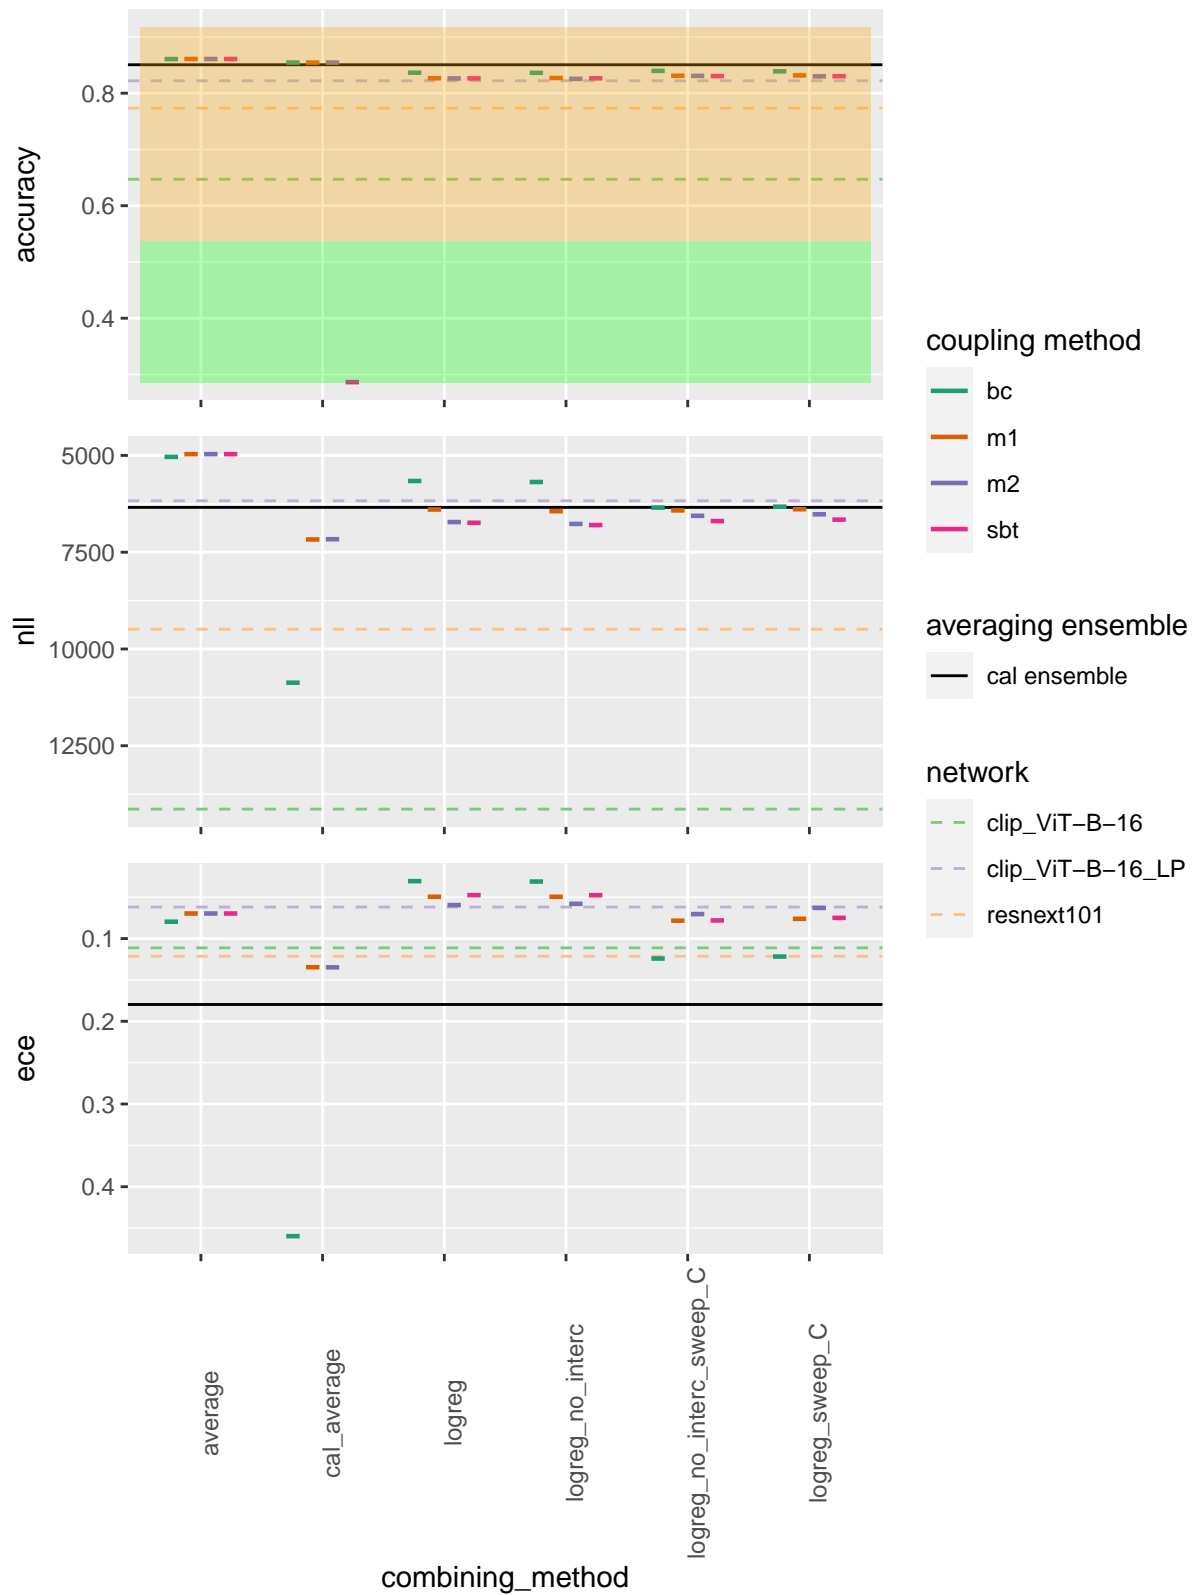 accuracy
0.8
0.6
0.4
nll
5000
7500
10000
12500
ece
0.1
0.2
0.3
0.4
average
cal_average
logreg
logreg_no_interc
logreg_no_interc_sweep_C
logreg_sweep_C
combining_method
coupling method
bc
m1
m2
sbt
averaging ensemble
cal ensemble
network
clip_ViT−B−16
clip_ViT−B−16_LP
resnext101